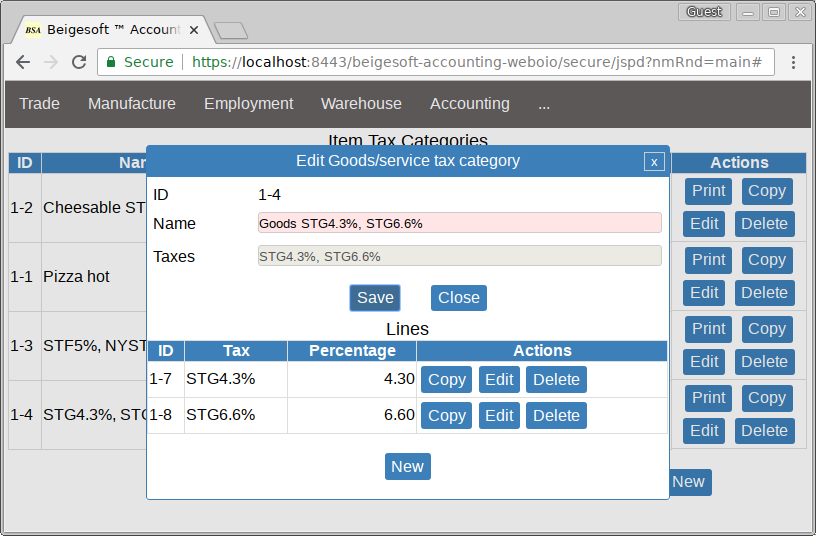 Guest
BSA Beigesoft ™ Account
Secure https://localhost:8443/beigesoft-accounting-weboio/secure/jspd?nmRnd=main#
Trade Manufacture Employment Warehouse Accounting ...
Item Tax Categories
ID Nar Actions
1-2 Cheesable ST Print Copy
Edit Delete
1-1 Pizza hot Print Copy
Edit Delete
1-3 STF5%, NYST Print Copy
Edit Delete
1-4 STG4.3%, STG Print Copy
Edit Delete
New
Edit Goods/service tax category x
ID 1-4
Name Goods STG4.3%, STG6.6%
Taxes STG4.3%, STG6.6%
Save Close
Lines
ID Tax Percentage Actions
1-7 STG4.3% 4.30 Copy Edit Delete
1-8 STG6.6% 6.60 Copy Edit Delete
New